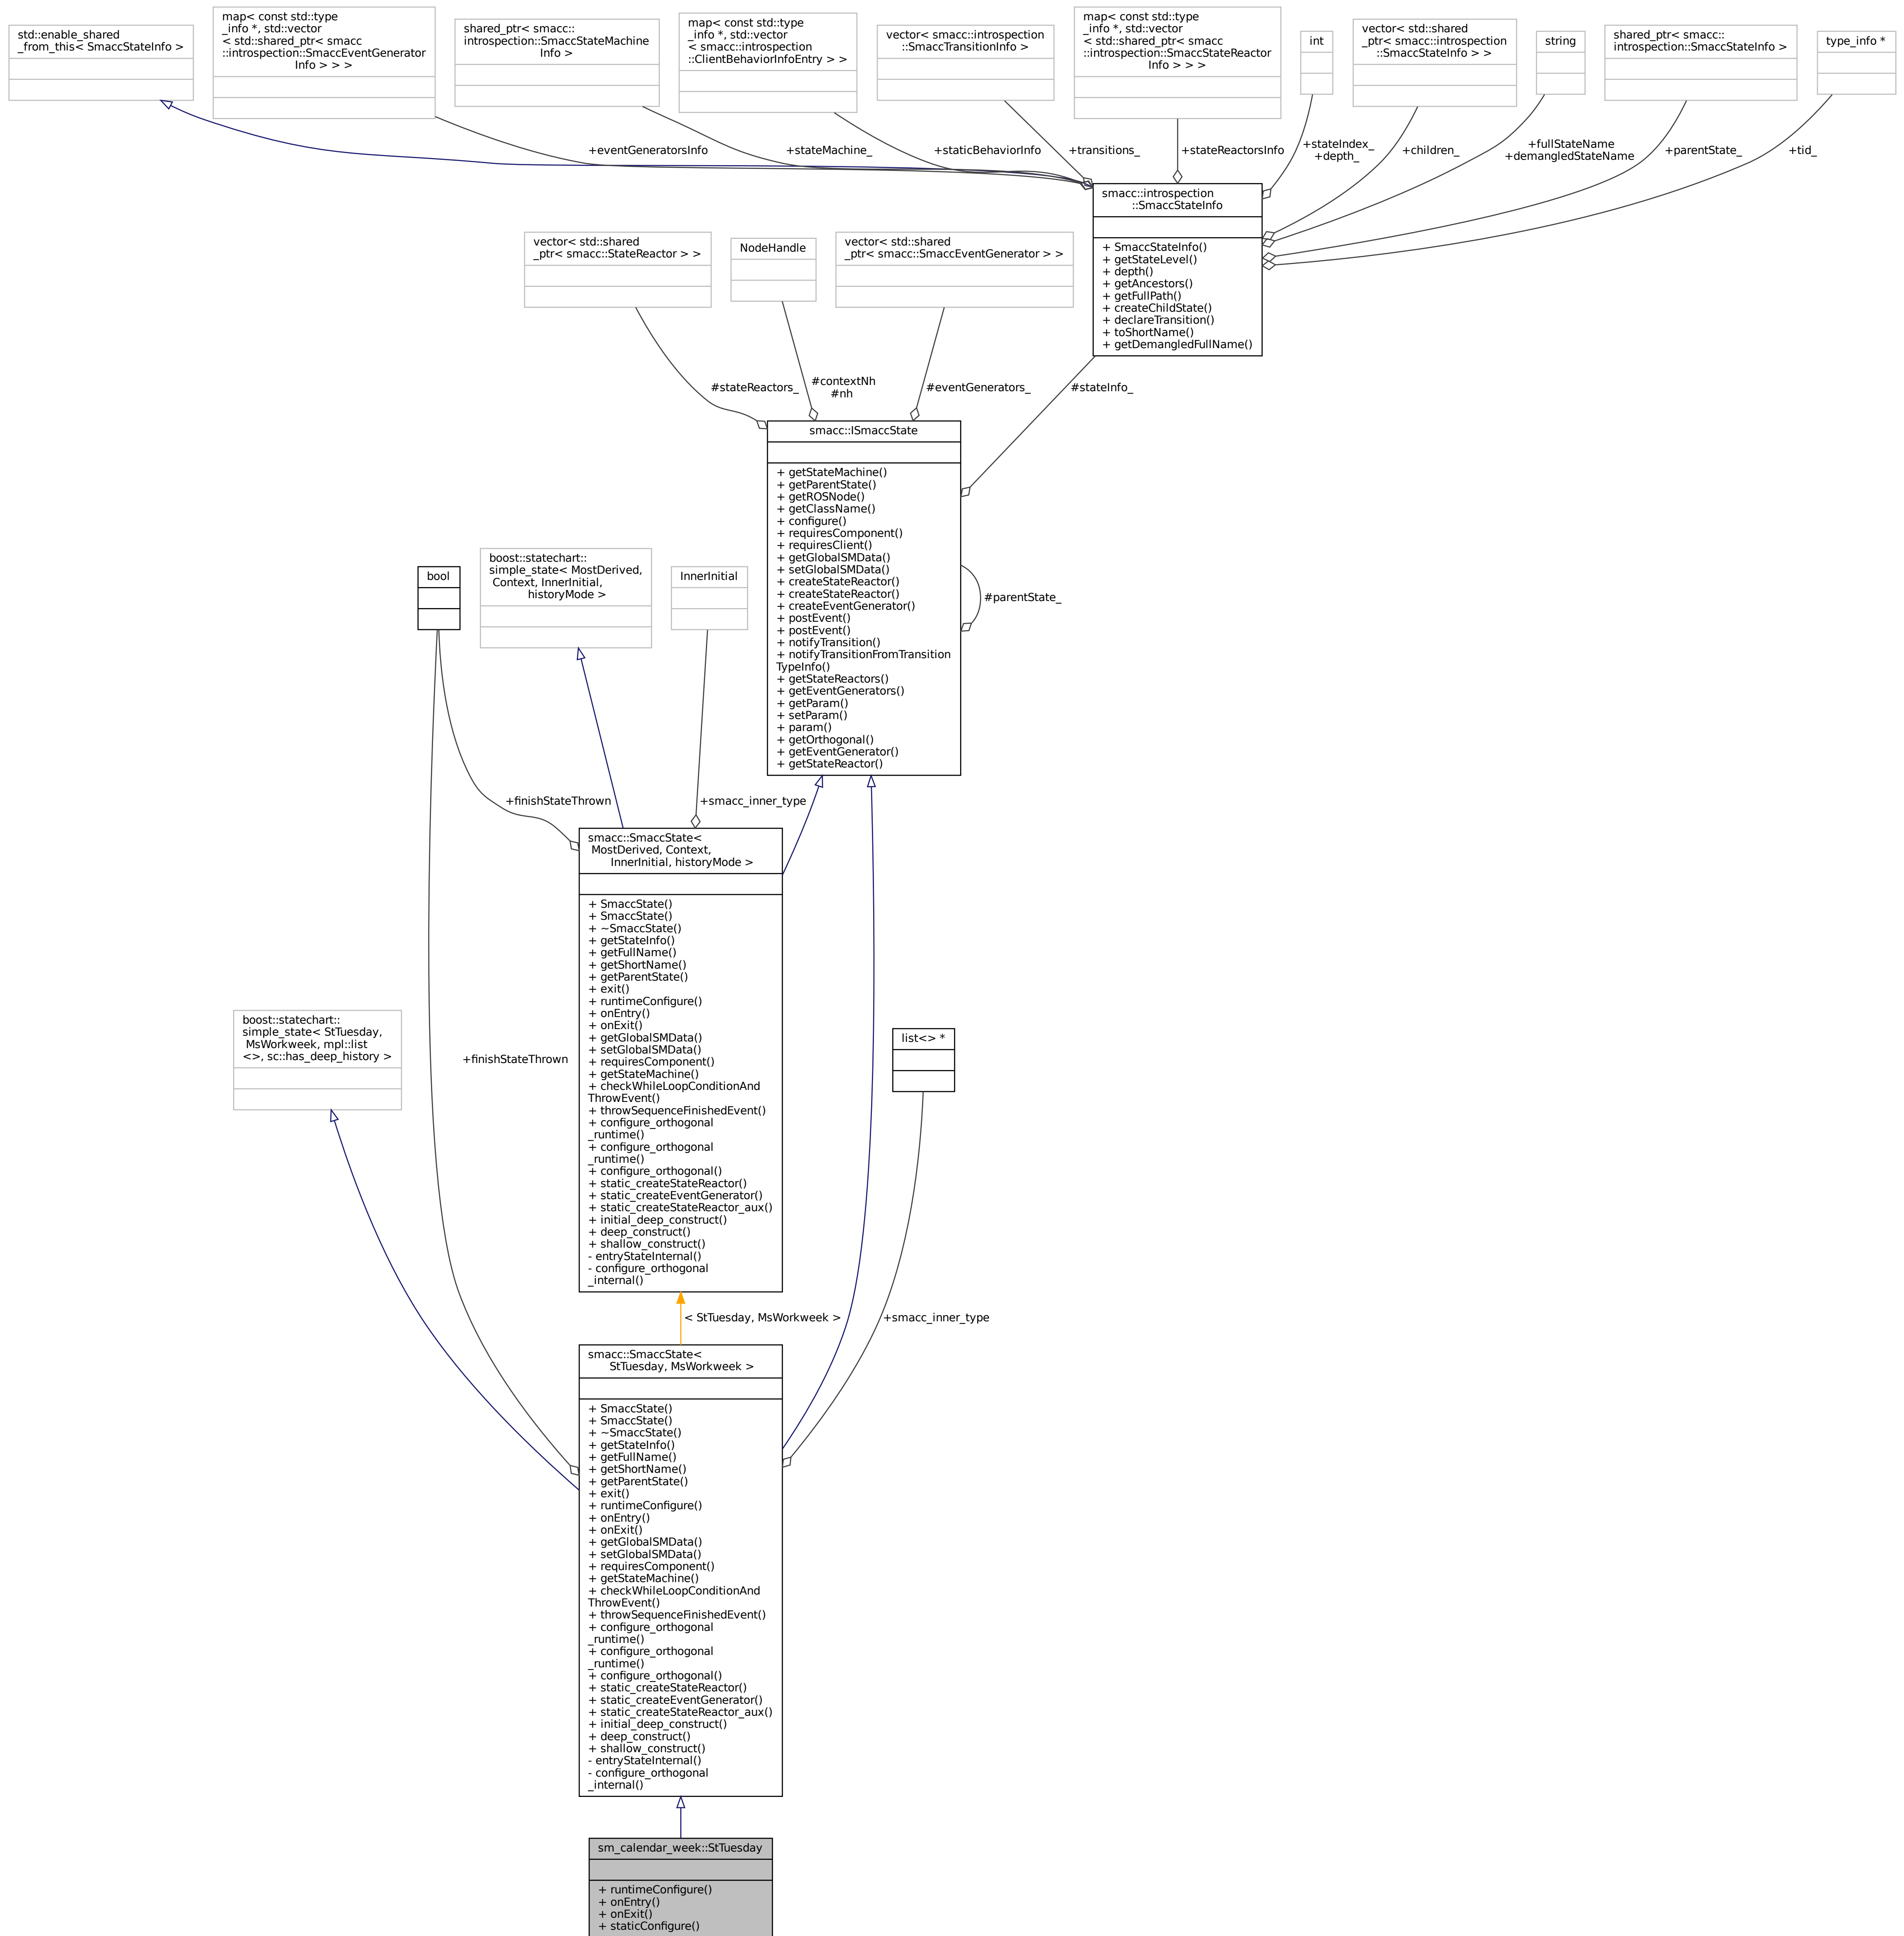 std::enable_shared
_from_this< SmaccStateInfo >
map< const std::type
_info *, std::vector
< std::shared_ptr< smacc
::introspection::SmaccEventGenerator
Info > > >
shared_ptr< smacc::
introspection::SmaccStateMachine
Info >
map< const std::type
_info *, std::vector
< smacc::introspection
::ClientBehaviorInfoEntry > >
vector< smacc::introspection
::SmaccTransitionInfo >
map< const std::type
_info *, std::vector
< std::shared_ptr< smacc
::introspection::SmaccStateReactor
Info > > >
int
vector< std::shared
_ptr< smacc::introspection
::SmaccStateInfo > >
string
shared_ptr< smacc::
introspection::SmaccStateInfo >
type_info *
+eventGeneratorsInfo
+stateMachine_
+staticBehaviorInfo
+transitions_
+stateReactorsInfo
+stateIndex_
+depth_
+children_
+fullStateName
+demangledStateName
+parentState_
+tid_
smacc::introspection
::SmaccStateInfo
+ SmaccStateInfo()
+ getStateLevel()
+ depth()
+ getAncestors()
+ getFullPath()
+ createChildState()
+ declareTransition()
+ toShortName()
+ getDemangledFullName()
vector< std::shared
_ptr< smacc::StateReactor > >
NodeHandle
vector< std::shared
_ptr< smacc::SmaccEventGenerator > >
#stateReactors_
#contextNh
#nh
#eventGenerators_
#stateInfo_
smacc::ISmaccState
+ getStateMachine()
+ getParentState()
+ getROSNode()
+ getClassName()
+ configure()
+ requiresComponent()
+ requiresClient()
+ getGlobalSMData()
+ setGlobalSMData()
+ createStateReactor()
+ createStateReactor()
+ createEventGenerator()
+ postEvent()
+ postEvent()
+ notifyTransition()
+ notifyTransitionFromTransition
TypeInfo()
+ getStateReactors()
+ getEventGenerators()
+ getParam()
+ setParam()
+ param()
+ getOrthogonal()
+ getEventGenerator()
+ getStateReactor()
#parentState_
bool
boost::statechart::
simple_state< MostDerived,
Context, InnerInitial,
historyMode >
InnerInitial
+finishStateThrown
+smacc_inner_type
smacc::SmaccState<
MostDerived, Context,
InnerInitial, historyMode >
+ SmaccState()
+ SmaccState()
+ ~SmaccState()
+ getStateInfo()
+ getFullName()
+ getShortName()
+ getParentState()
+ exit()
+ runtimeConfigure()
+ onEntry()
+ onExit()
+ getGlobalSMData()
+ setGlobalSMData()
+ requiresComponent()
+ getStateMachine()
+ checkWhileLoopConditionAnd
ThrowEvent()
+ throwSequenceFinishedEvent()
+ configure_orthogonal
_runtime()
+ configure_orthogonal
_runtime()
+ configure_orthogonal()
+ static_createStateReactor()
+ static_createEventGenerator()
+ static_createStateReactor_aux()
+ initial_deep_construct()
+ deep_construct()
+ shallow_construct()
- entryStateInternal()
- configure_orthogonal
_internal()
boost::statechart::
simple_state< StTuesday,
MsWorkweek, mpl::list
<>, sc::has_deep_history >
+finishStateThrown
list<> *
< StTuesday, MsWorkweek >
+smacc_inner_type
smacc::SmaccState<
StTuesday, MsWorkweek >
+ SmaccState()
+ SmaccState()
+ ~SmaccState()
+ getStateInfo()
+ getFullName()
+ getShortName()
+ getParentState()
+ exit()
+ runtimeConfigure()
+ onEntry()
+ onExit()
+ getGlobalSMData()
+ setGlobalSMData()
+ requiresComponent()
+ getStateMachine()
+ checkWhileLoopConditionAnd
ThrowEvent()
+ throwSequenceFinishedEvent()
+ configure_orthogonal
_runtime()
+ configure_orthogonal
_runtime()
+ configure_orthogonal()
+ static_createStateReactor()
+ static_createEventGenerator()
+ static_createStateReactor_aux()
+ initial_deep_construct()
+ deep_construct()
+ shallow_construct()
- entryStateInternal()
- configure_orthogonal
_internal()
sm_calendar_week::StTuesday
+ runtimeConfigure()
+ onEntry()
+ onExit()
+ staticConfigure()